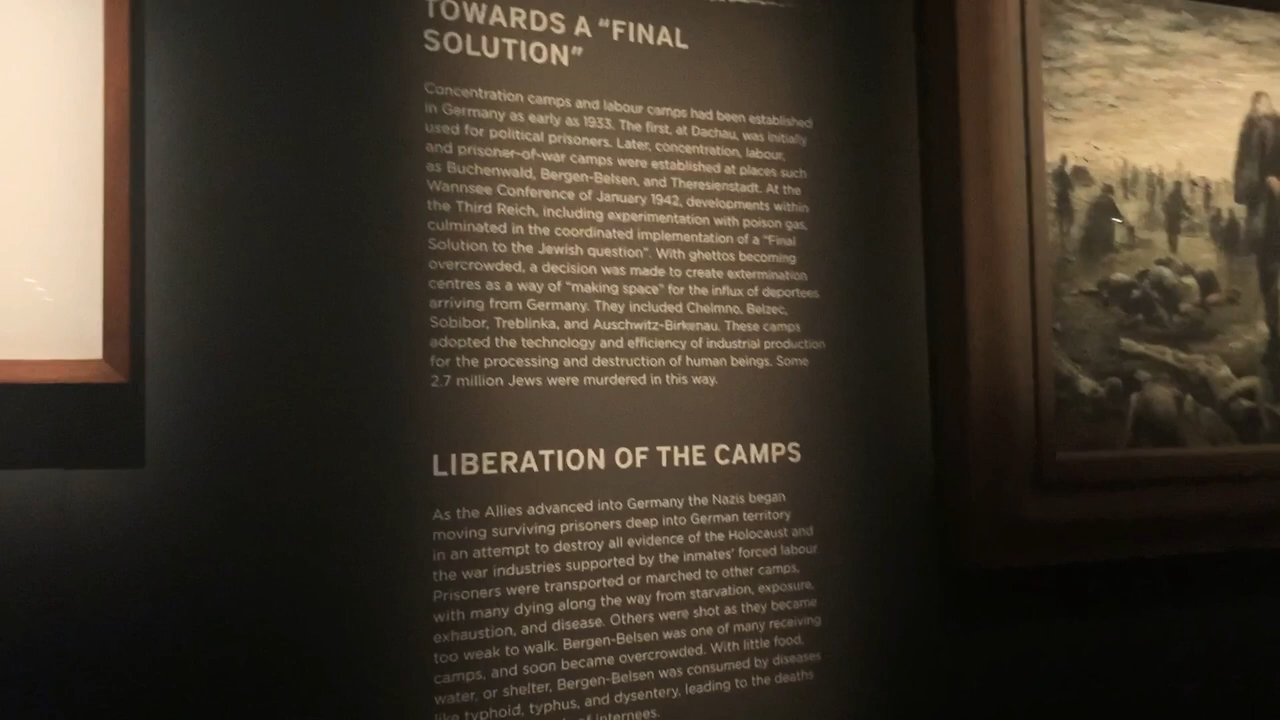 TOWARDS A “FINAL
SOLUTION”
Concentration camps and labour camps had been established
in Germany as early as 1933. The first, at Dachau, was initially
used for political prisoners. Later, concentration, labour,
and prisoner-of-war camps were established at places such
as Buchenwald, Bergen-Belsen, and Theresienstadt. At the
Wannsee Conference of January 1942, developments within
the Third Reich, including experimentation with poison gas,
culminated in the coordinated implementation of a “Final
Solution to the Jewish question”. With ghettos becoming
overcrowded, a decision was made to create extermination
centres as a way of “making space” for the influx of deportees
arriving from Germany. They included Chelmno, Belzec,
Sobibor, Treblinka, and Auschwitz-Birkenau. These camps
adopted the technology and efficiency of industrial production
for the processing and destruction of human beings. Some
2.7 million Jews were murdered in this way.
LIBERATION OF THE CAMPS
As the Allies advanced into Germany the Nazis began
moving surviving prisoners deep into German territory
in an attempt to destroy all evidence of the Holocaust and
the war industries supported by the inmates’ forced labour.
Prisoners were transported or marched to other camps,
with many dying along the way from starvation, exposure,
exhaustion, and disease. Others were shot as they became
too weak to walk. Bergen-Belsen was one of many receiving
camps, and soon became overcrowded. With little food,
water, or shelter, Bergen-Belsen was consumed by diseases
like typhoid, typhus, and dysentery, leading to the deaths
of internees.